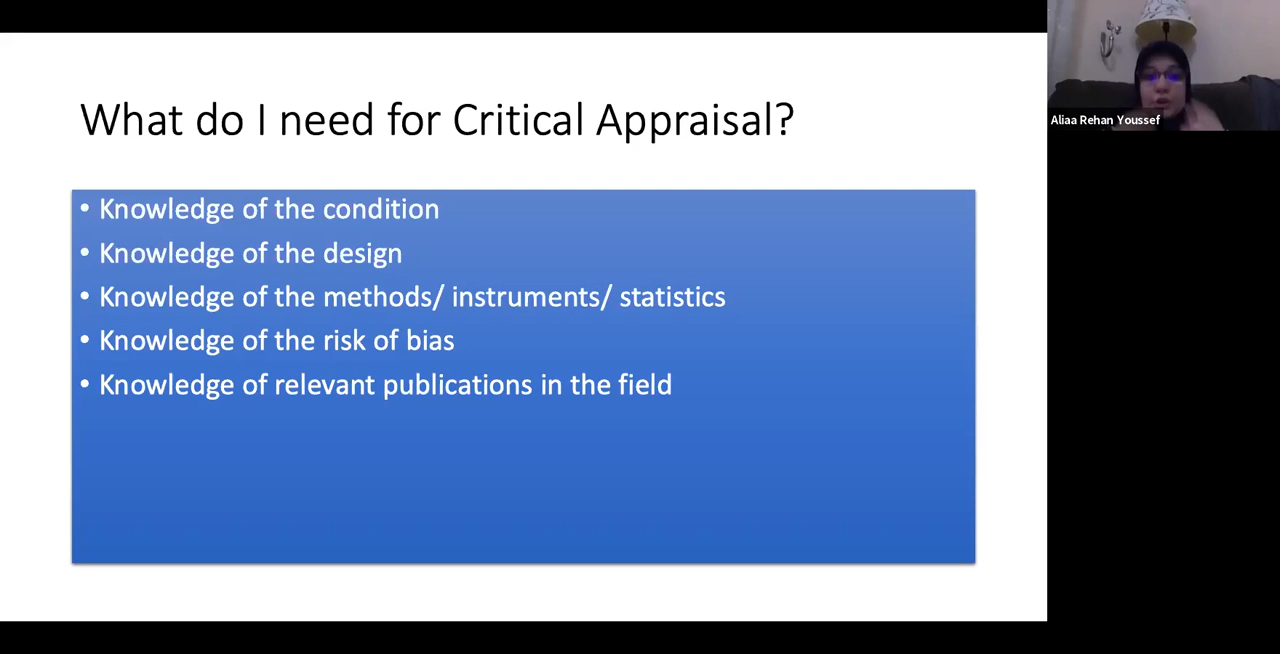 What do I need for Critical Appraisal?
• Knowledge of the condition
• Knowledge of the design
• Knowledge of the methods/ instruments/ statistics
• Knowledge of the risk of bias
• Knowledge of relevant publications in the field
Aliaa Rehan Youssef